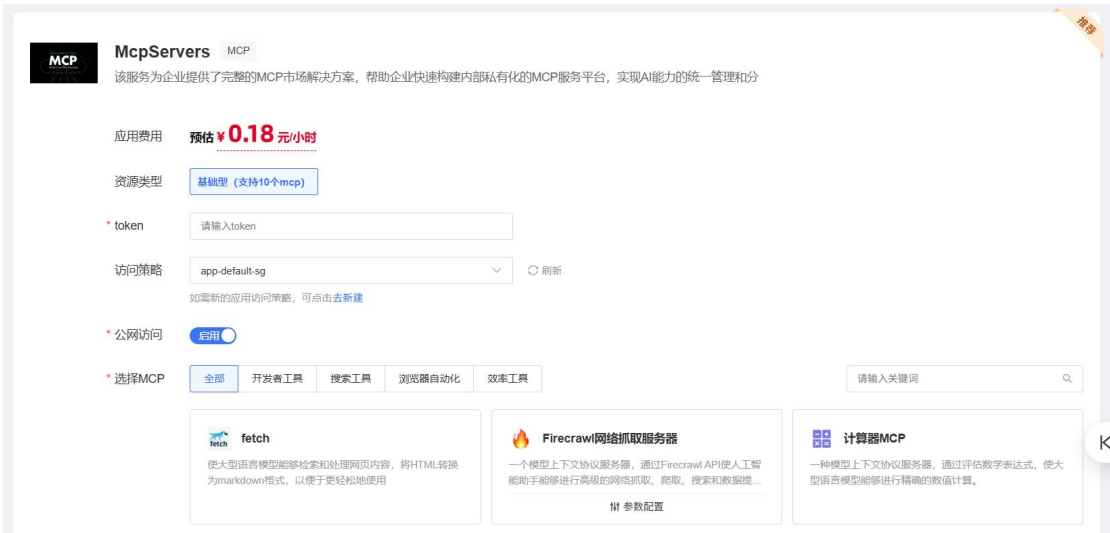 推荐
MCP
McpServers MCP
该服务为企业提供了完整的MCP市场解决方案，帮助企业快速构建内部私有化的MCP服务平台，实现AI能力的统一管理和分
应用费用 预估 ¥ 0.18 元/小时
资源类型 基础型（支持10个mcp）
* token 请输入token
访问策略 app-default-sg 刷新
如需新的应用访问策略，可点击去新建
* 公网访问 启用
* 选择MCP 全部 开发者工具 搜索工具 浏览器自动化 效率工具 请输入关键词
fetch fetch
使大型语言模型能够检索和处理网页内容，将HTML转换
为markdown格式，以便于更轻松地使用
Firecrawl网络抓取服务器
一个模型上下文协议服务器，通过Firecrawl API使人工智
能助手能够进行高级的网络抓取、爬取、搜索和数据提...
参数配置
计算器MCP
一种模型上下文协议服务器，通过评估数学表达式，使大
型语言模型能够进行精确的数值计算。